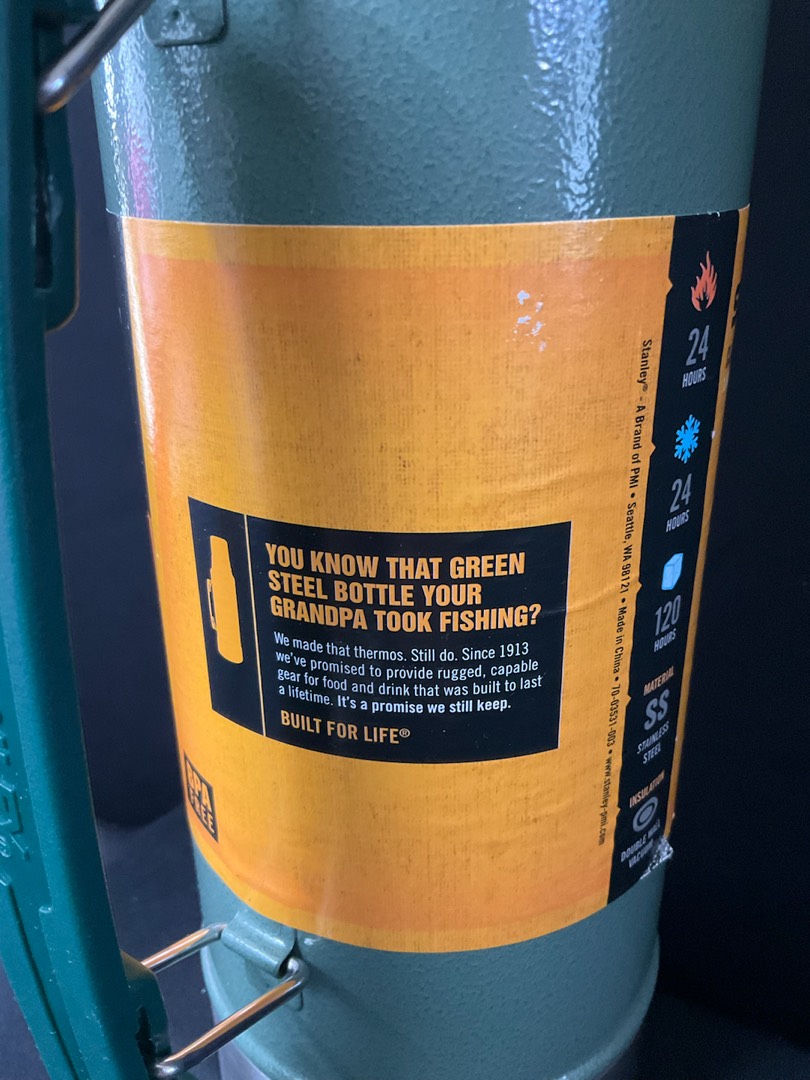 YOU KNOW THAT GREEN
STEEL BOTTLE YOUR
GRANDPA TOOK FISHING?
We made that thermos. Still do. Since 1913
we've promised to provide rugged, capable
gear for food and drink that was built to last
a lifetime. It's a promise we still keep.
BUILT FOR LIFE®
BPA
FREE
Stanley® - A Brand of PMI • Seattle, WA 98121 • Made in China • 70-03531-003 • www.stanley-pmi.com
24
HOURS
24
HOURS
120
HOURS
MATERIAL
SS
STAINLESS
STEEL
INSULATION
DOUBLE WALL
VACUUM